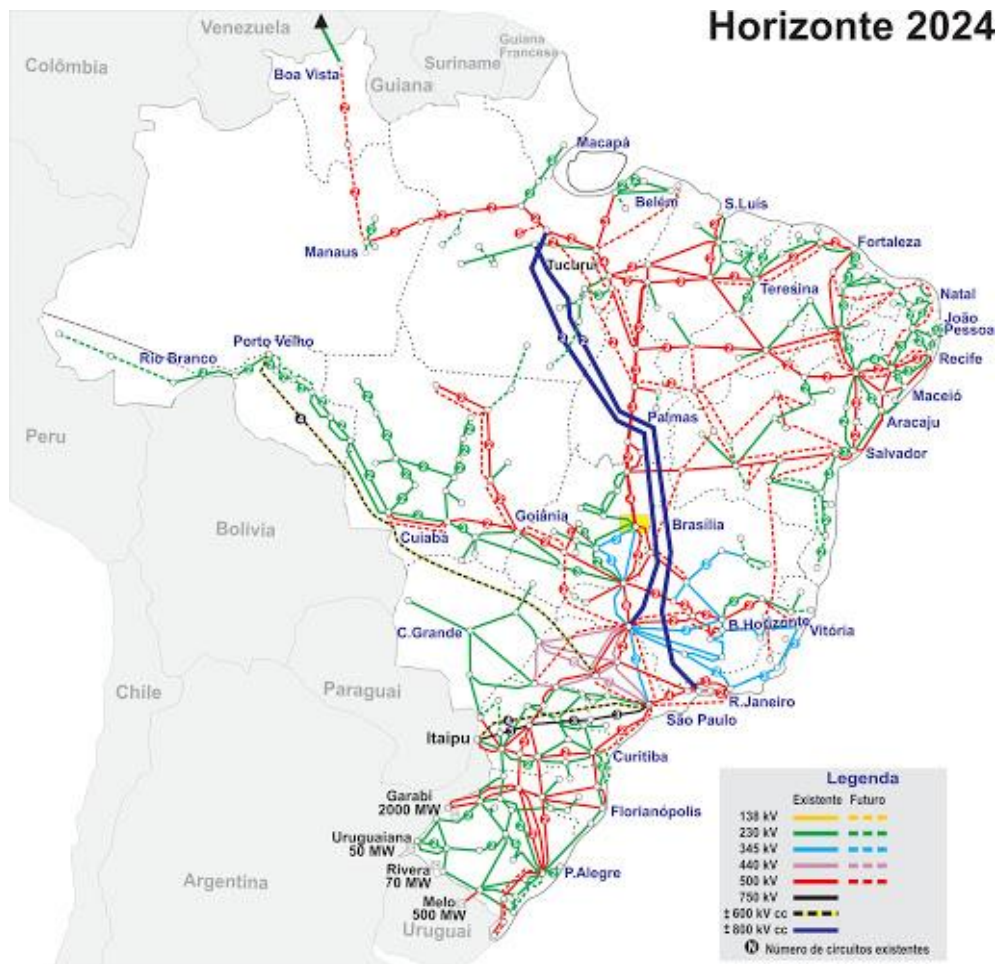 Horizonte 2024
Venezuela
Guiana
Francesa
Suriname
Colômbia
Boa Vista
Guiana
Macapá
Belém
S.Luís
Manaus
Fortaleza
Tucuruí
Teresina
Natal
João
Pessoa
Porto Velho
Rio Branco
Recife
Maceió
Palmas
Aracaju
Peru
Salvador
Goiânia
Brasília
Bolívia
Cuiabá
C.Grande
B.Horizonte
Vitória
Chile
Paraguai
R.Janeiro
São Paulo
Itaipu
Curitiba
Garabi
2000 MW
Florianópolis
Uruguaiana
50 MW
Rivera
70 MW
P.Alegre
Argentina
Melo
500 MW
Uruguai
Legenda
Existente Futuro
138 kV
230 kV
345 kV
440 kV
500 kV
750 kV
±600 kV cc
±800 kV cc
N Número de circuitos existentes